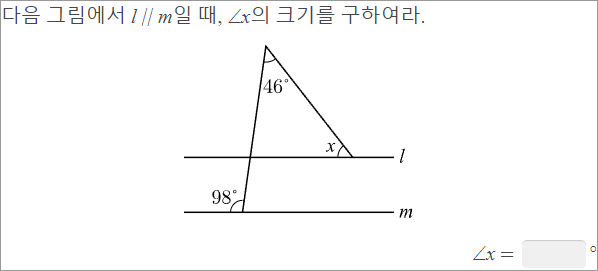 다음 그림에서 l // m일 때, ∠x의 크기를 구하여라.
46°
x
l
98°
m
∠x = °